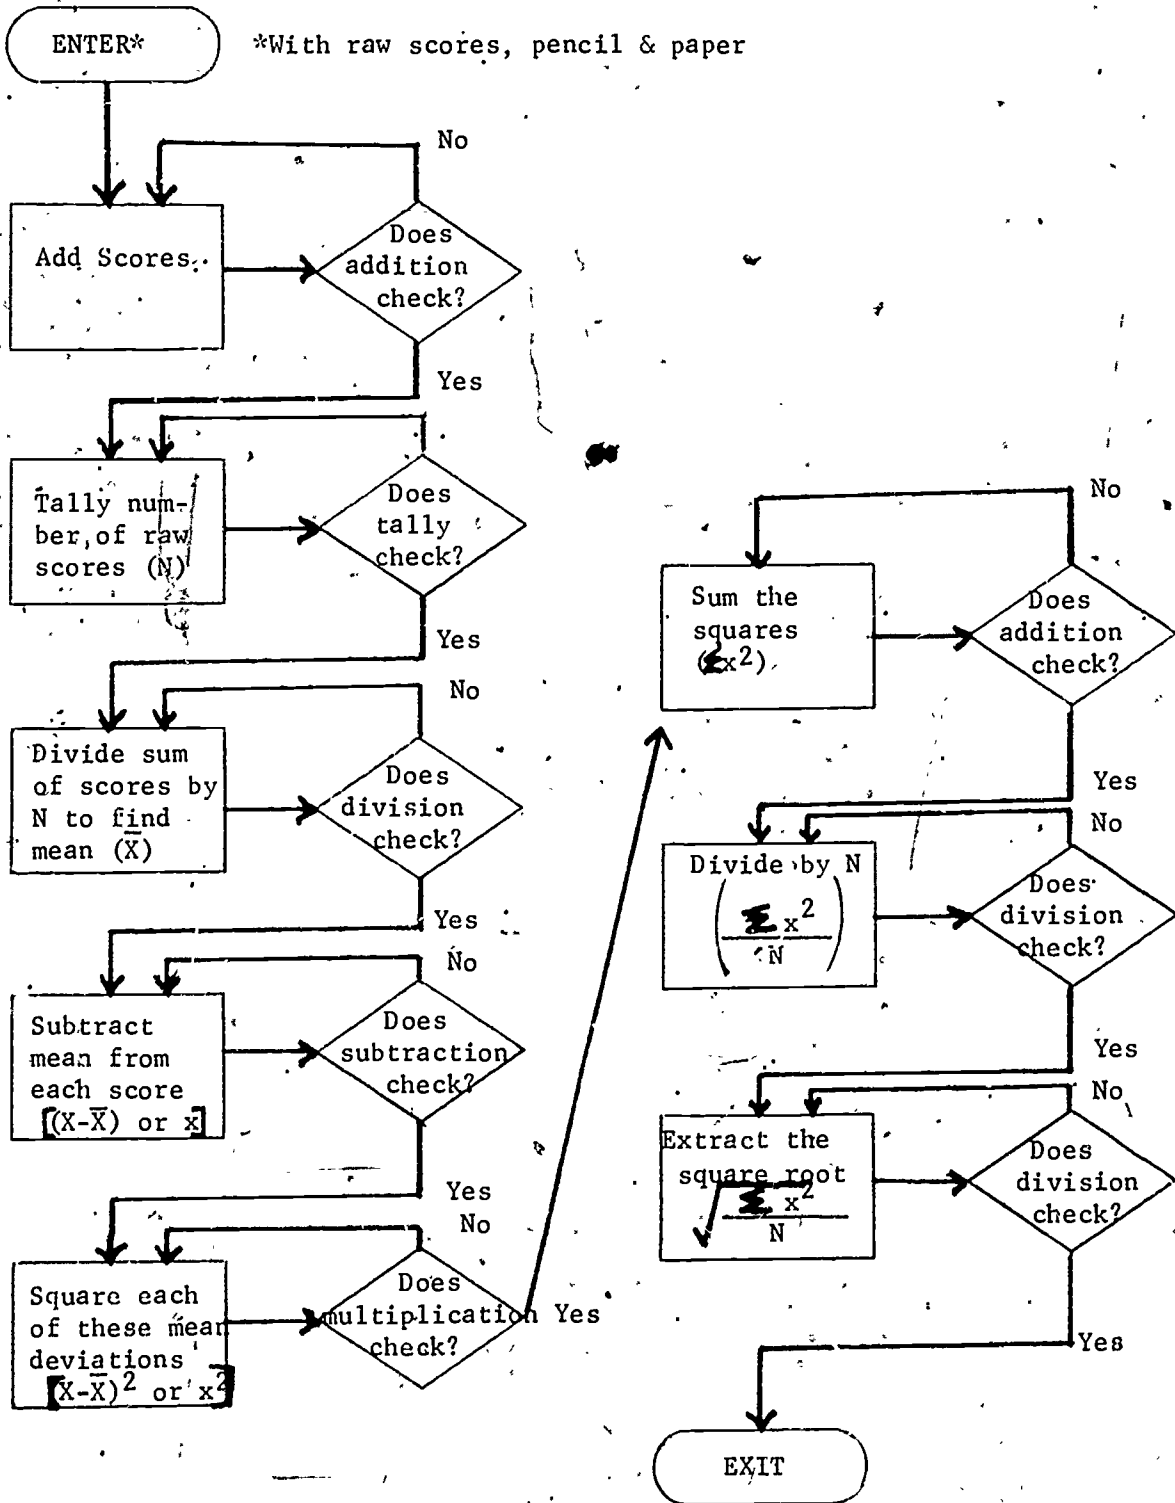 ENTER*
*With raw scores, pencil & paper
No
Add Scores
Does
addition
check?
Yes
Tally num-
ber of raw
scores (N)
Does
tally
check?
Yes
No
Divide sum
of scores by
N to find
mean (X̄)
Does
division
check?
Yes
No
Subtract
mean from
each score
[(X-X̄) or x]
Does
subtraction
check?
Yes
No
Square each
of these mean
deviations
[(X-X̄)² or x²]
Does
multiplication
check?
Yes
No
Sum the
squares
(Σx²)
Does
addition
check?
Yes
No
Divide by N
(Σ x²
N)
Does
division
check?
Yes
No
Extract the
square root
√Σ x²
N
Does
division
check?
Yes
EXIT